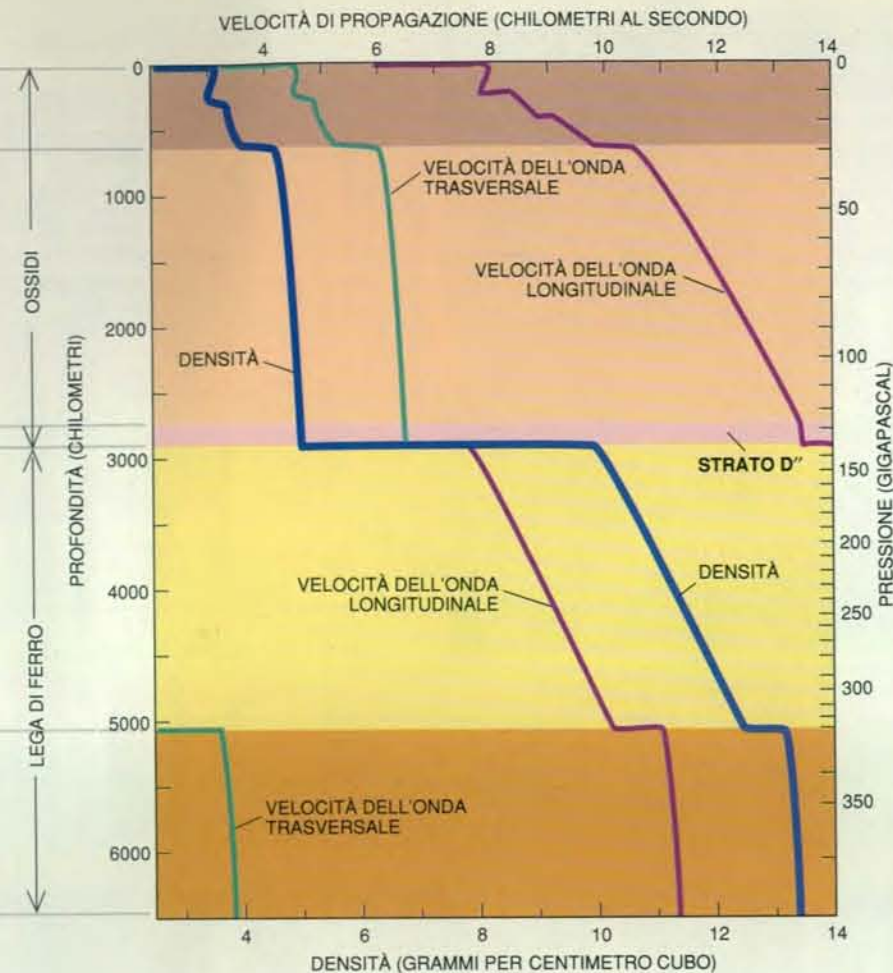 VELOCITÀ DI PROPAGAZIONE (CHILOMETRI AL SECONDO)
4 6 8 10 12 14
0
1000
2000
3000
4000
5000
6000
0
50
100
150
200
250
300
350
OSSIDI
LEGA DI FERRO
PROFONDITÀ (CHILOMETRI)
PRESSIONE (GIGAPASCAL)
VELOCITÀ DELL'ONDA
TRASVERSALE
VELOCITÀ DELL'ONDA
LONGITUDINALE
DENSITÀ
STRATO D″
VELOCITÀ DELL'ONDA
LONGITUDINALE
DENSITÀ
VELOCITÀ DELL'ONDA
TRASVERSALE
4 6 8 10 12 14
DENSITÀ (GRAMMI PER CENTIMETRO CUBO)